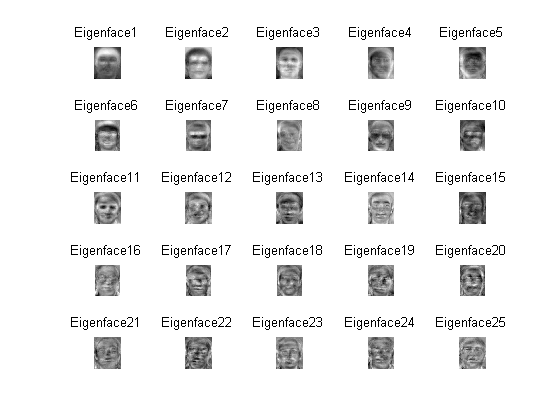 Eigenface1 Eigenface2 Eigenface3 Eigenface4 Eigenface5
Eigenface6 Eigenface7 Eigenface8 Eigenface9 Eigenface10
Eigenface11 Eigenface12 Eigenface13 Eigenface14 Eigenface15
Eigenface16 Eigenface17 Eigenface18 Eigenface19 Eigenface20
Eigenface21 Eigenface22 Eigenface23 Eigenface24 Eigenface25